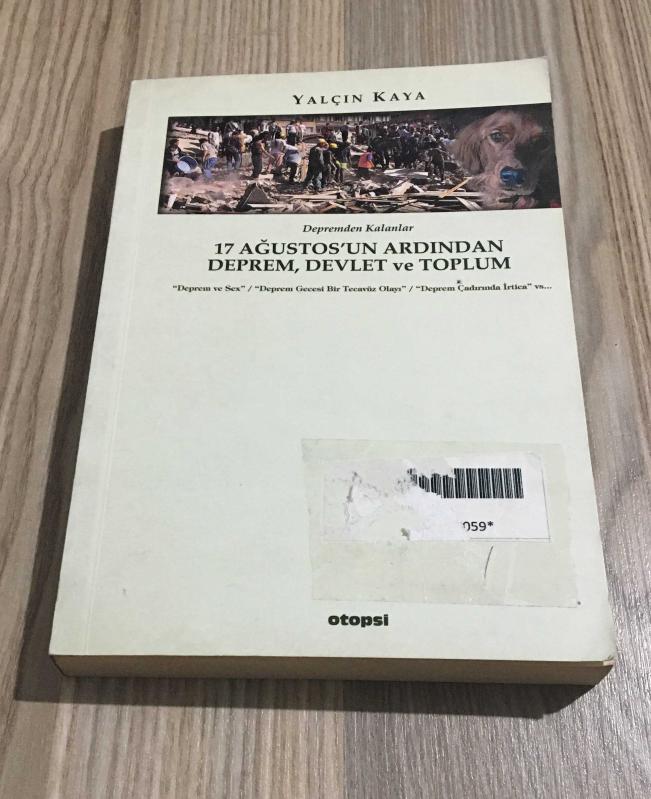 YALÇIN KAYA
Depremden Kalanlar
17 AĞUSTOS'UN ARDINDAN
DEPREM, DEVLET ve TOPLUM
"Deprem ve Sex" / "Deprem Gecesi Bir Tecavüz Olayı" / "Deprem Çadırında İrtica" vs...
059*
otopsi